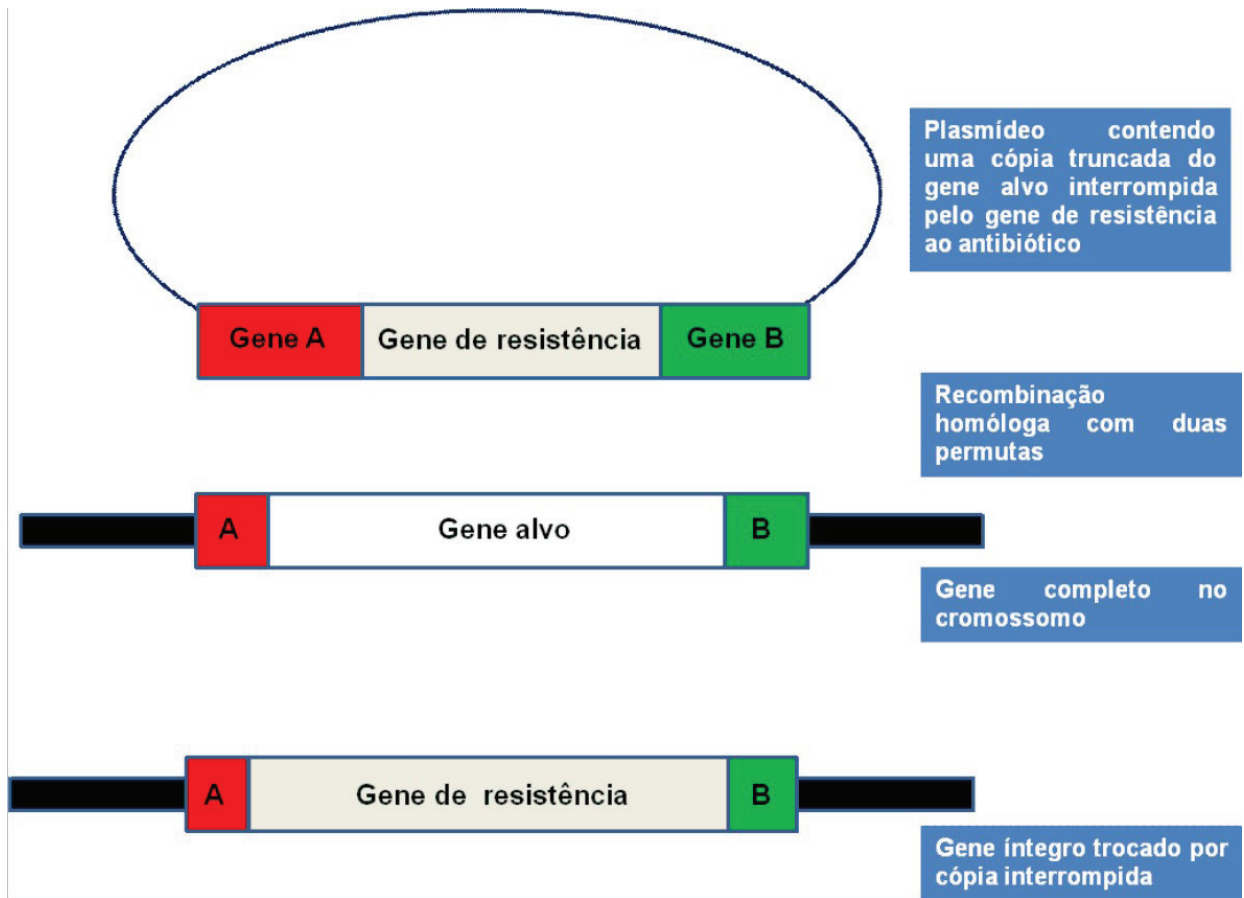 Plasmídeo contendo
uma cópia truncada do
gene alvo interrompida
pelo gene de resistência
ao antibiótico
Gene A Gene de resistência Gene B
Recombinação
homóloga com duas
permutas
A Gene alvo B
Gene completo no
cromossomo
A Gene de resistência B
Gene íntegro trocado por
cópia interrompida